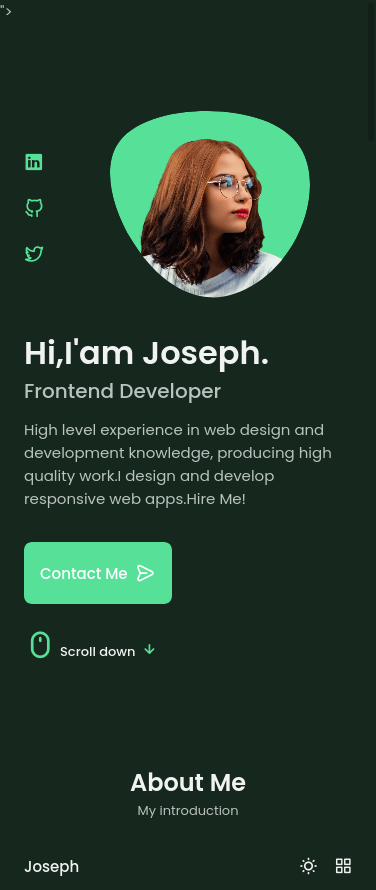 ">
in
Hi,I'am Joseph.
Frontend Developer
High level experience in web design and
development knowledge, producing high
quality work.I design and develop
responsive web apps.Hire Me!
Contact Me
Scroll down
About Me
My introduction
Joseph